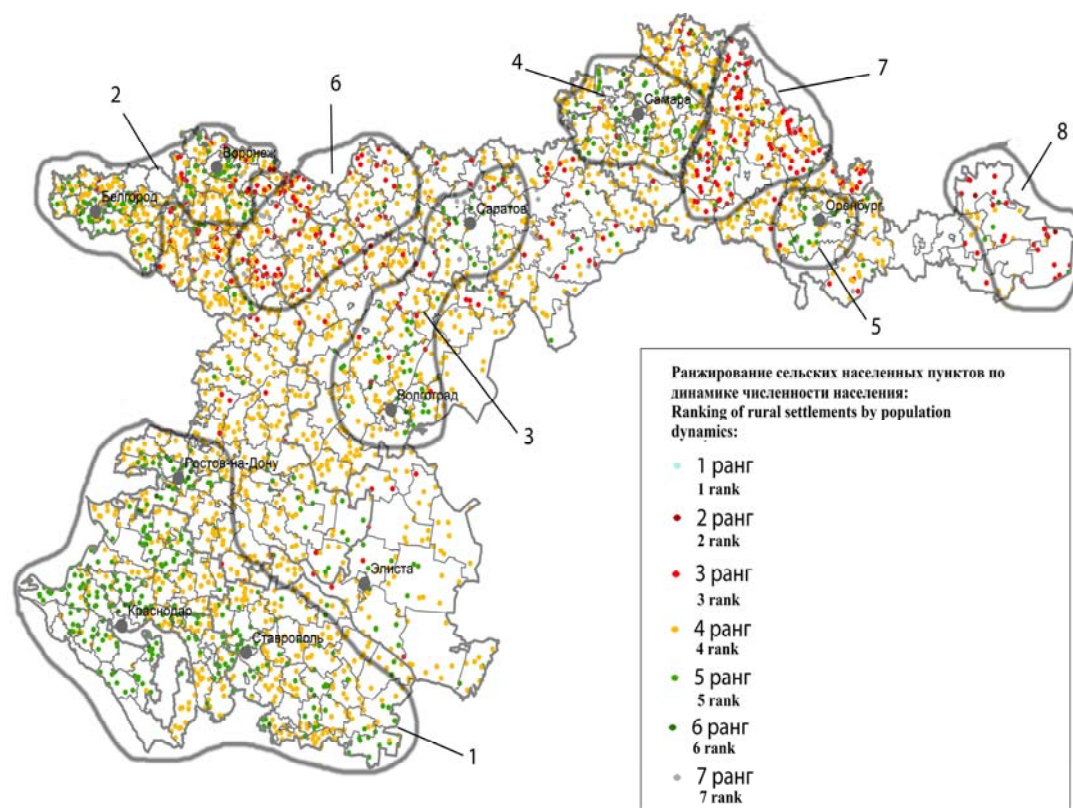 4
7
6
2
Самара
8
Воронеж
Белгород
Саратов
Оренбург
5
Волгоград
3
Ростов-на-Дону
Элиста
Краснодар
Ставрополь
1
Ранжирование сельских населенных пунктов по
динамике численности населения:
Ranking of rural settlements by population
dynamics:
1 ранг
1 rank
2 ранг
2 rank
3 ранг
3 rank
4 ранг
4 rank
5 ранг
5 rank
6 ранг
6 rank
7 ранг
7 rank